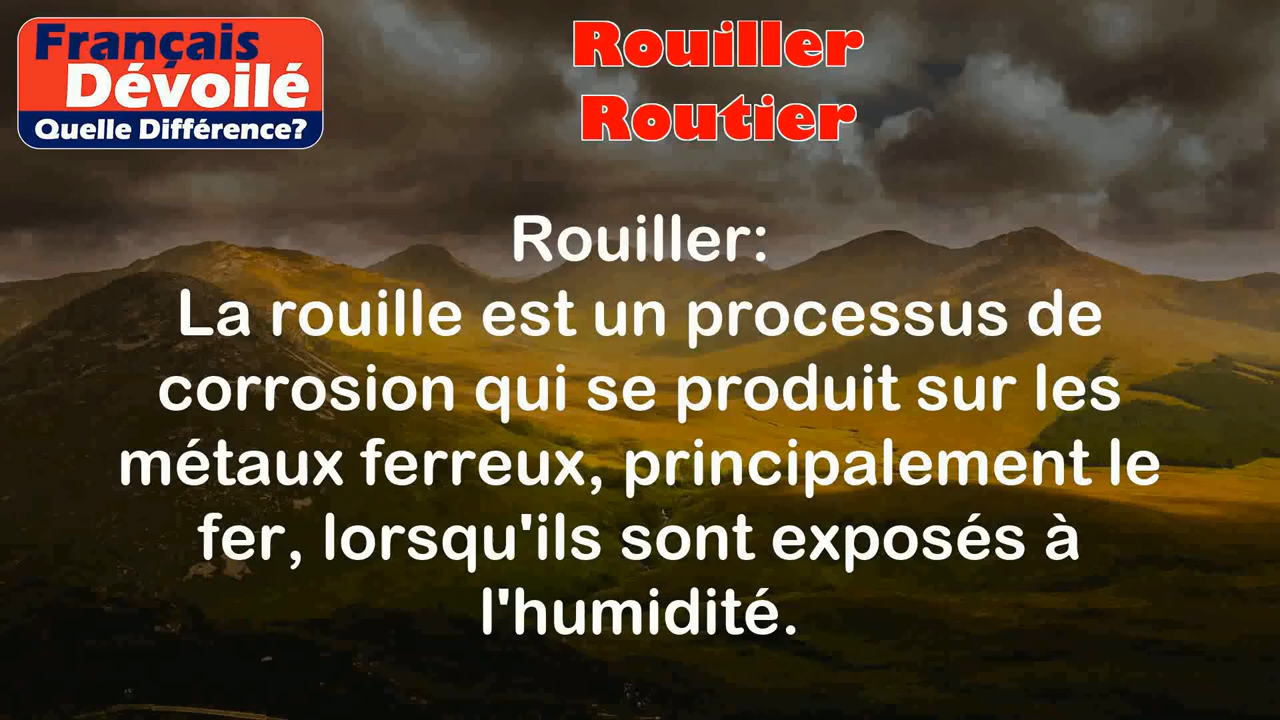 Français
Dévoilé
Quelle Différence?
Rouiller
Routier
Rouiller:
La rouille est un processus de
corrosion qui se produit sur les
métaux ferreux, principalement le
fer, lorsqu'ils sont exposés à
l'humidité.